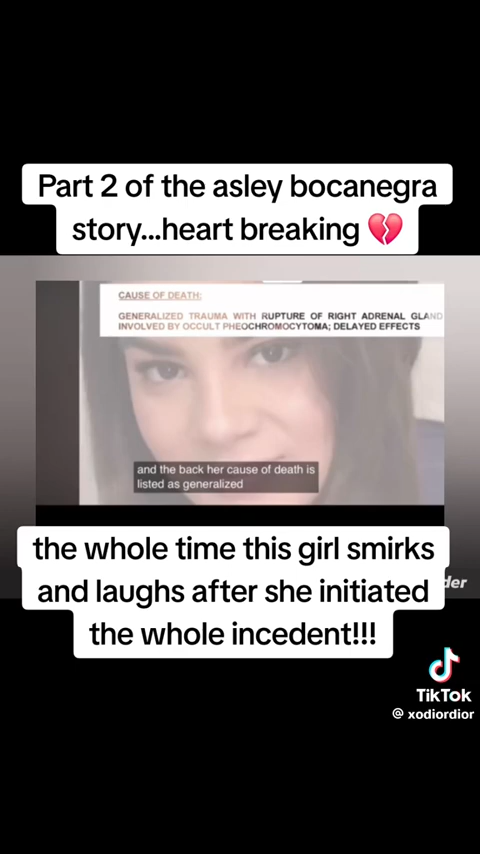 Part 2 of the asley bocanegra
story...heart breaking 💔
CAUSE OF DEATH:
GENERALIZED TRAUMA WITH RUPTURE OF RIGHT ADRENAL GLAND
INVOLVED BY OCCULT PHEOCHROMOCYTOMA; DELAYED EFFECTS
and the back her cause of death is
listed as generalized
the whole time this girl smirks
and laughs after she initiated
the whole incedent!!!
der
TikTok
@ xodiordior